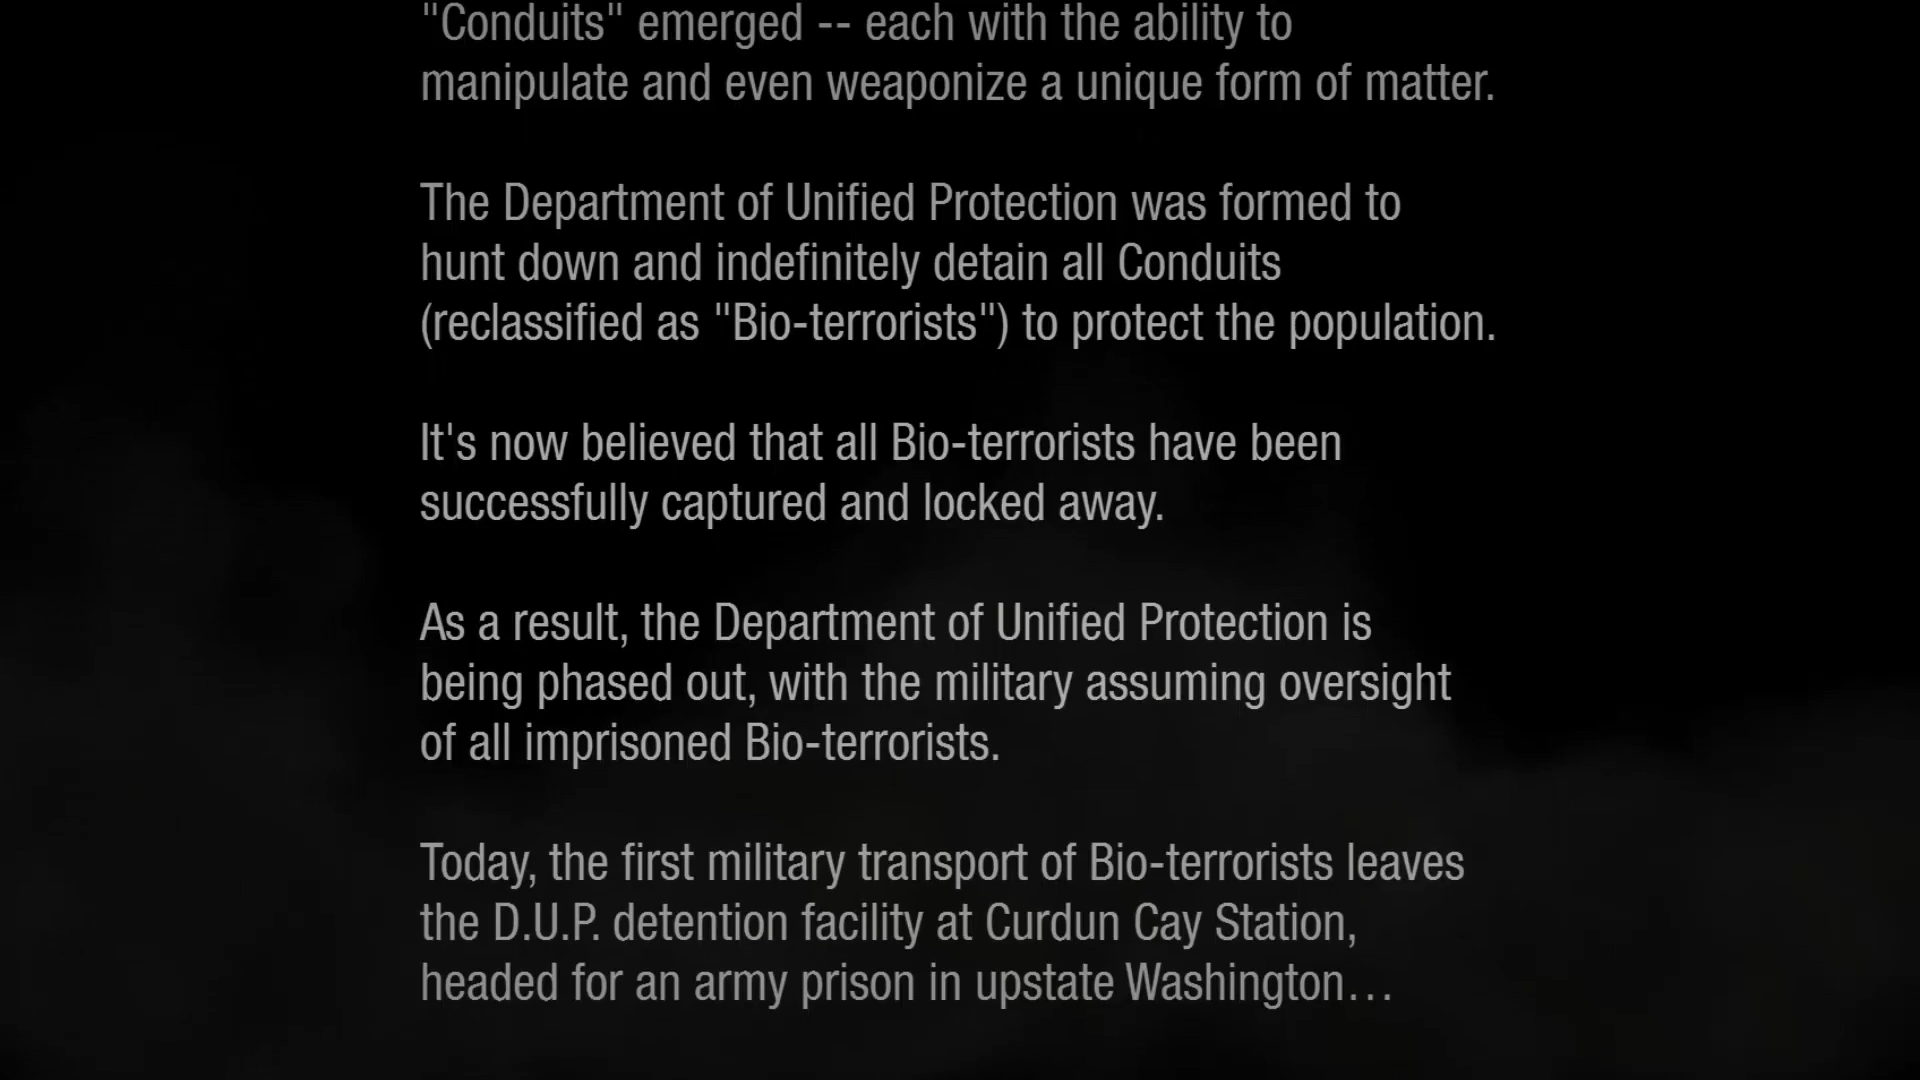 "Conduits" emerged -- each with the ability to
manipulate and even weaponize a unique form of matter.
The Department of Unified Protection was formed to
hunt down and indefinitely detain all Conduits
(reclassified as "Bio-terrorists") to protect the population.
It's now believed that all Bio-terrorists have been
successfully captured and locked away.
As a result, the Department of Unified Protection is
being phased out, with the military assuming oversight
of all imprisoned Bio-terrorists.
Today, the first military transport of Bio-terrorists leaves
the D.U.P. detention facility at Curdun Cay Station,
headed for an army prison in upstate Washington…